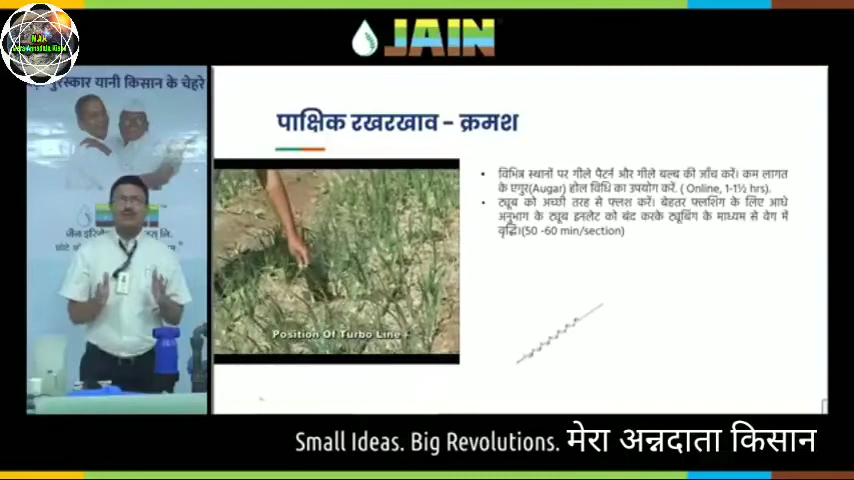 JAIN
पुरस्कार यानी किसान के चेहरे
पाक्षिक रखरखाव - क्रमश
विभिन्न स्थानों पर गीले पैटर्न और गीले बल्ब की जाँच करें। कम लागत
के एगुर(Augar) होल विधि का उपयोग करें. ( Online, 1-1½ hrs).
ट्यूब को अच्छी तरह से फ्लश करें। बेहतर फ्लशिंग के लिए आधे
अनुभाग के ट्यूब इनलेट को बंद करके ट्यूबिंग के माध्यम से वेग में
वृद्धि।(50 -60 min/section)
Position Of Turbo Line
Small Ideas. Big Revolutions. मेरा अन्नदाता किसान